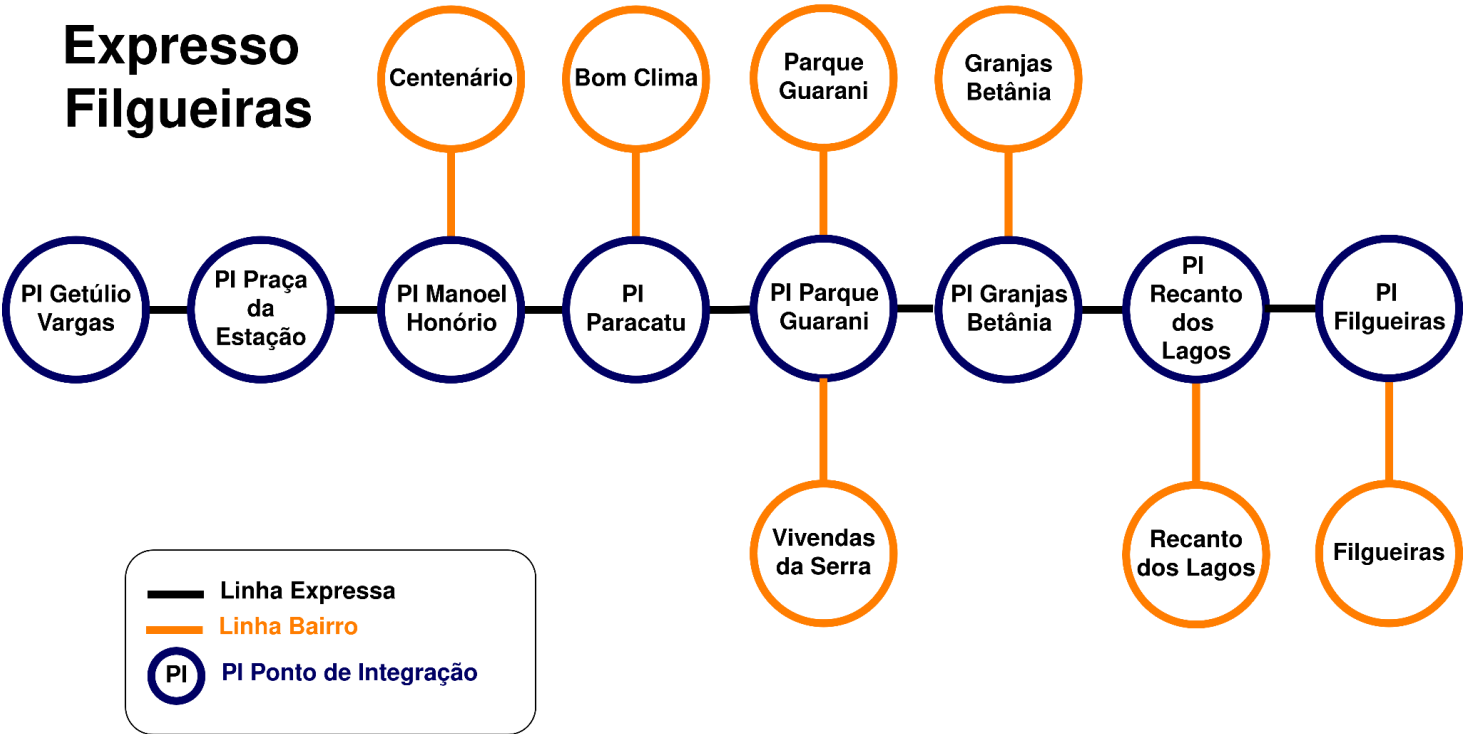 Expresso
Filgueiras
Centenário
Bom Clima
Parque
Guarani
Granjas
Betânia
PI Getúlio
Vargas
PI Praça
da
Estação
PI Manoel
Honório
PI
Paracatu
PI Parque
Guarani
PI Granjas
Betânia
PI
Recanto
dos
Lagos
PI
Filgueiras
Vivendas
da Serra
Recanto
dos Lagos
Filgueiras
Linha Expressa
Linha Bairro
PI PI Ponto de Integração